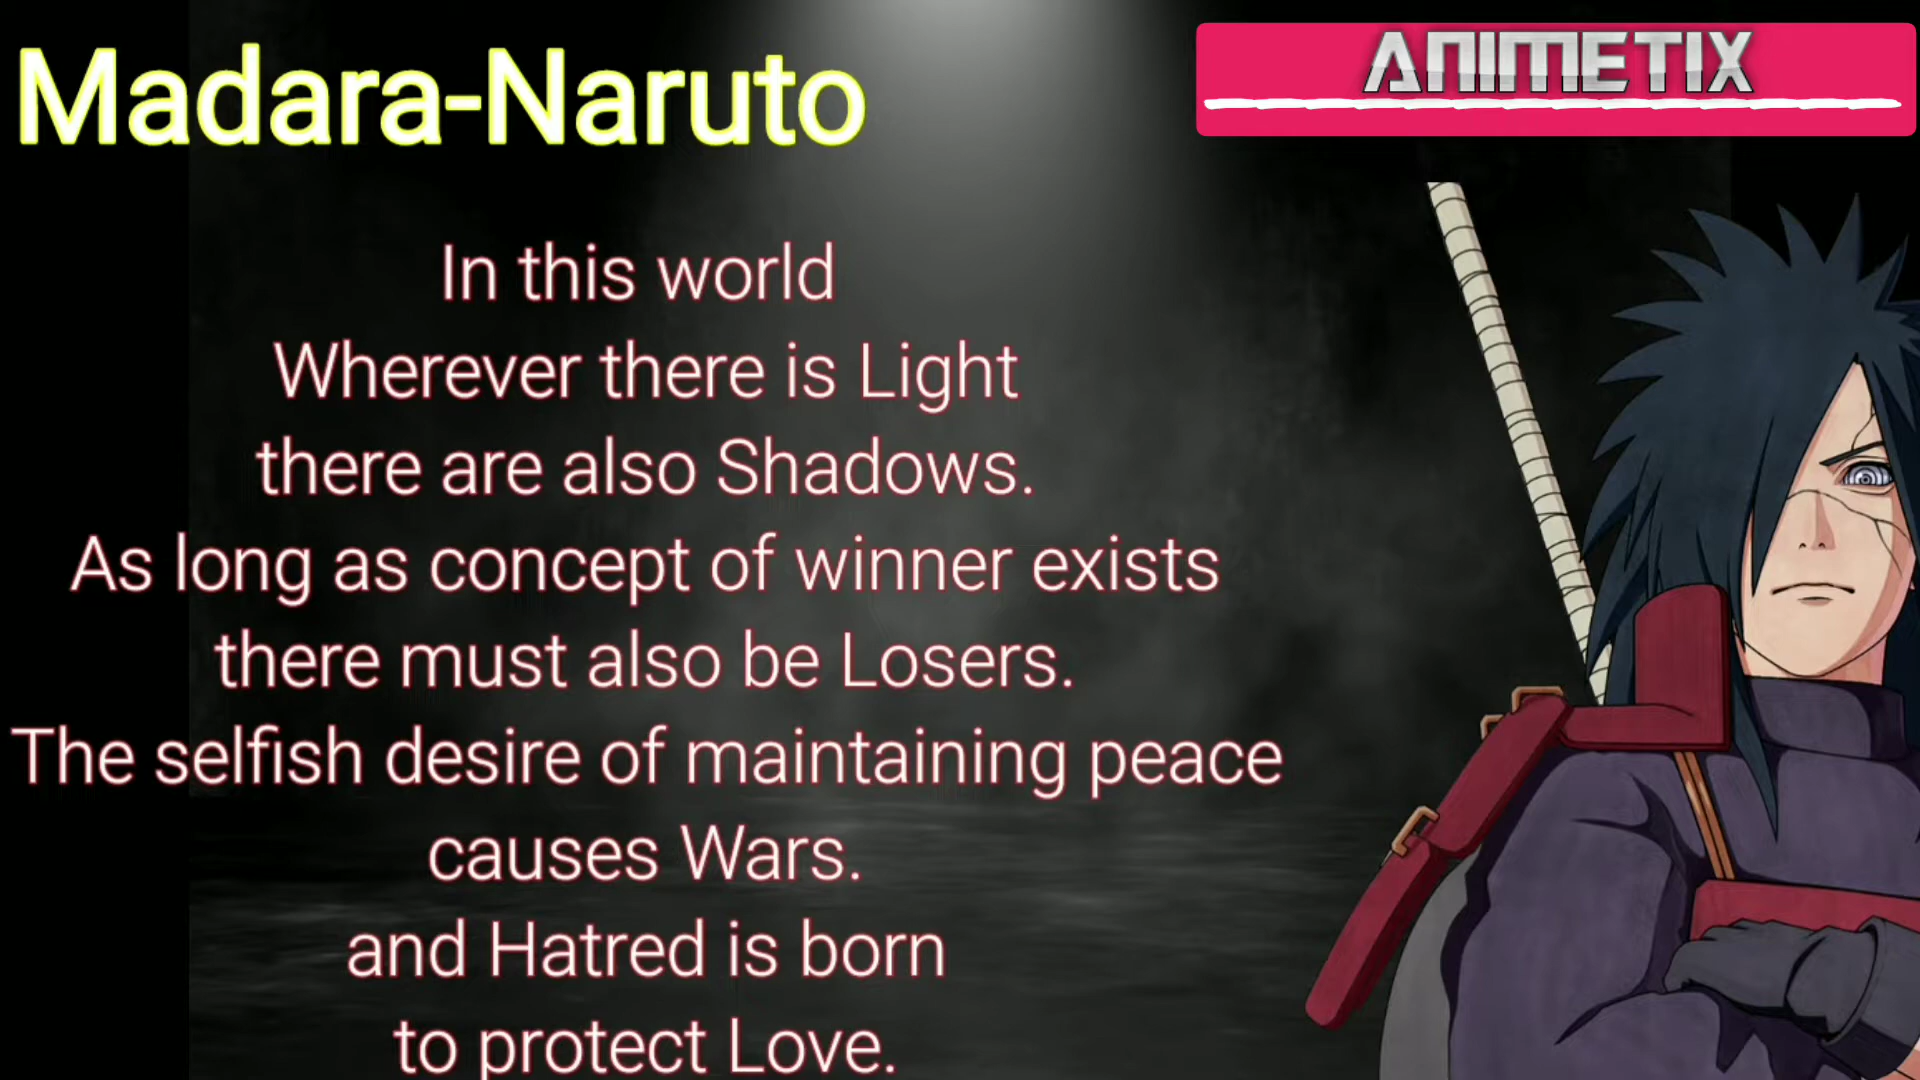 Madara-Naruto
ANIMETIX
In this world
Wherever there is Light
there are also Shadows.
As long as concept of winner exists
there must also be Losers.
The selfish desire of maintaining peace
causes Wars.
and Hatred is born
to protect Love.